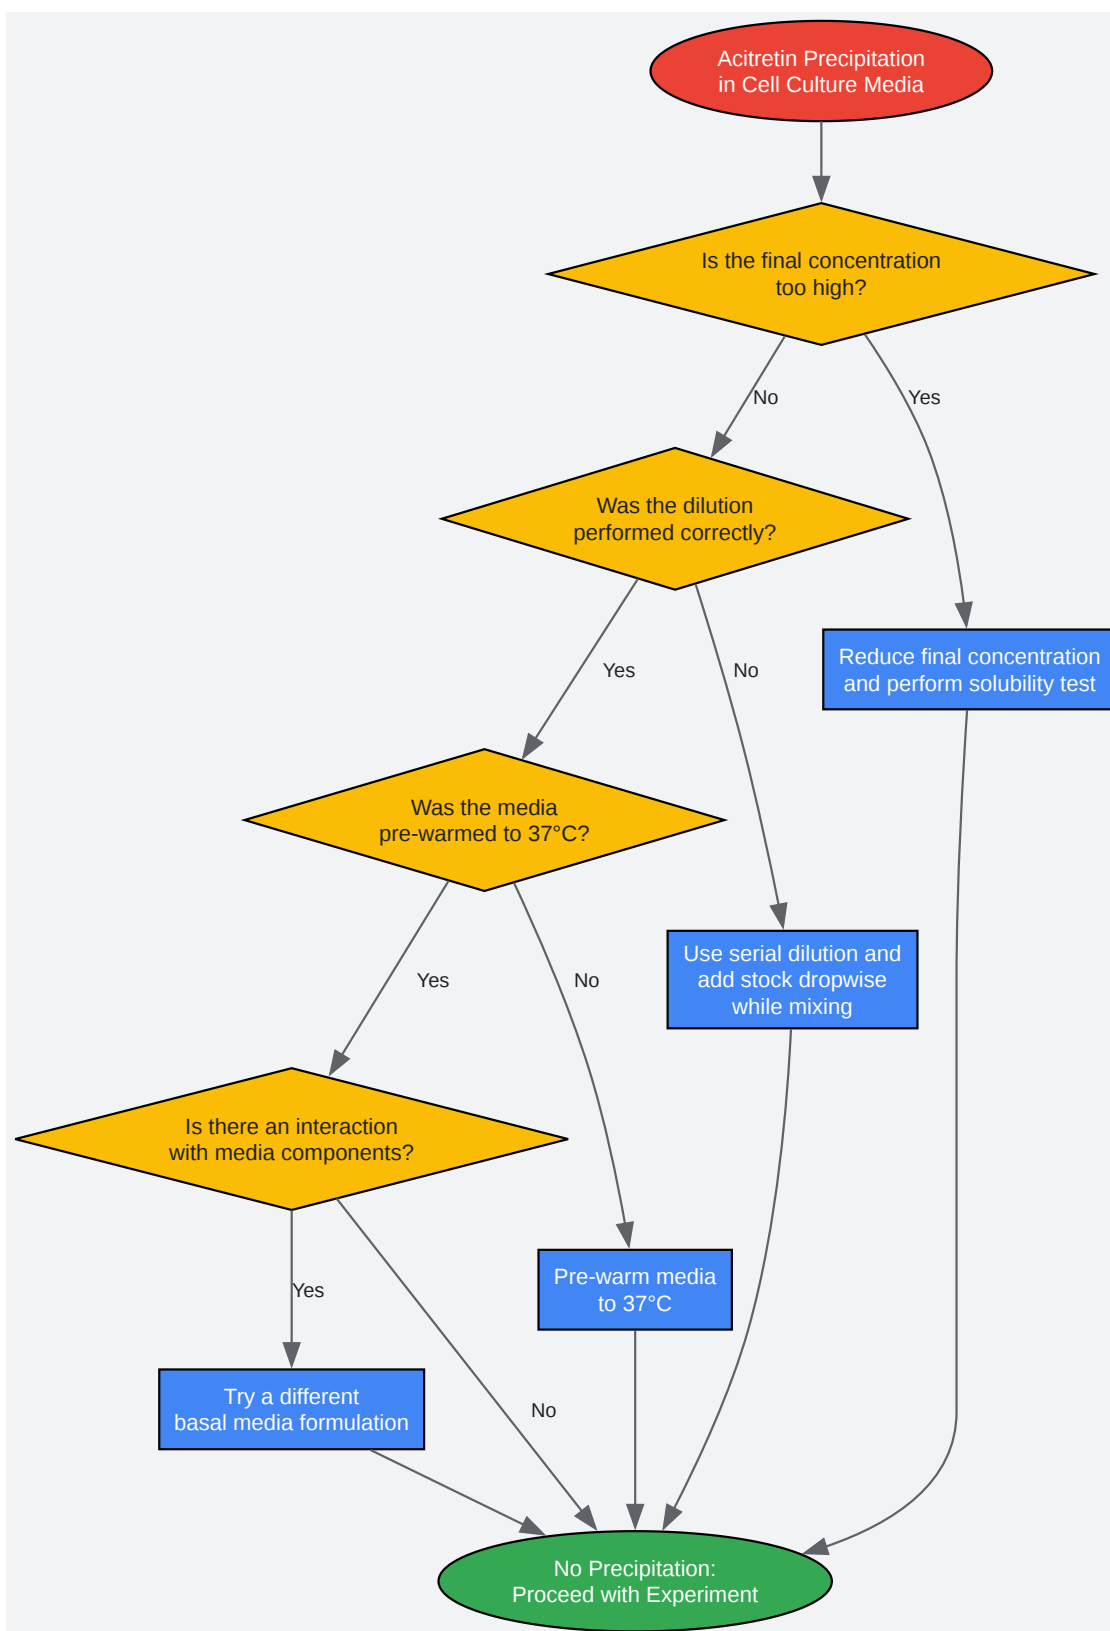 Acitretin Precipitation
in Cell Culture Media
Is the final concentration
too high?
No
Yes
Was the dilution
performed correctly?
Yes
No
Reduce final concentration
and perform solubility test
Was the media
pre-warmed to 37°C?
Use serial dilution and
add stock dropwise
while mixing
Yes
No
Is there an interaction
with media components?
Pre-warm media
to 37°C
Yes
Try a different
basal media formulation
No
No Precipitation:
Proceed with Experiment